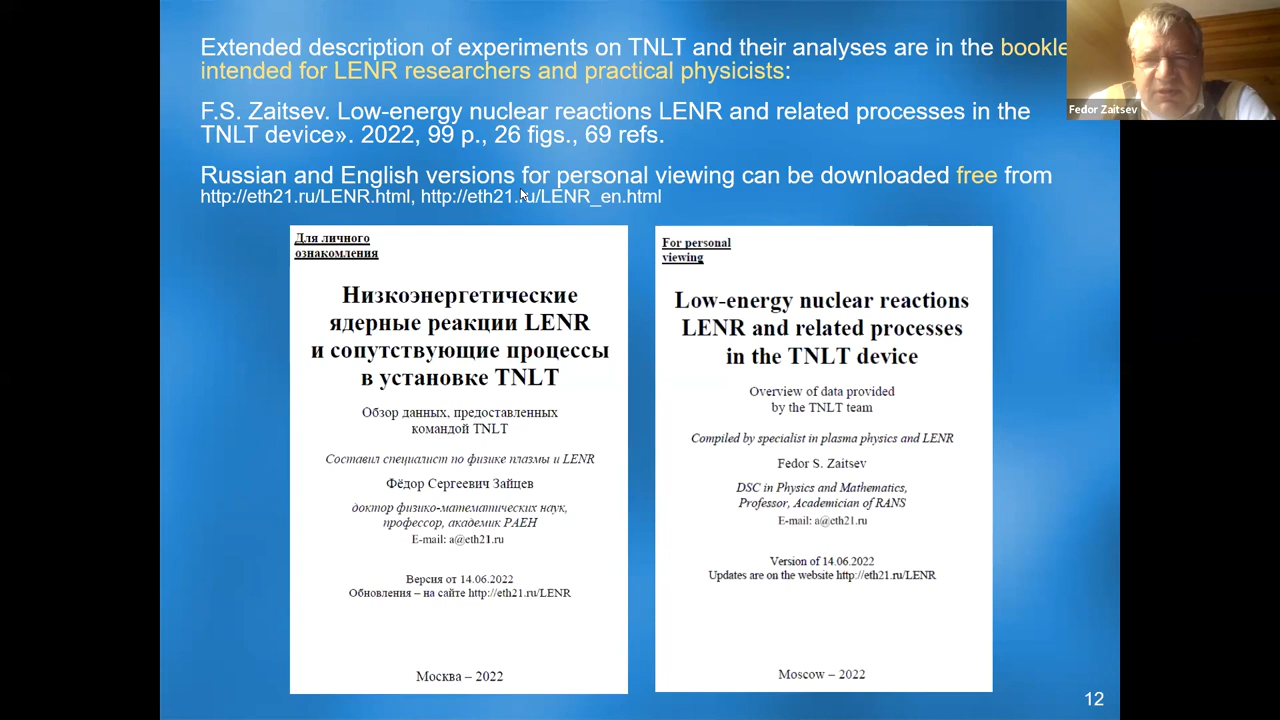 Extended description of experiments on TNLT and their analyses are in the bookle
intended for LENR researchers and practical physicists:
F.S. Zaitsev. Low-energy nuclear reactions LENR and related processes in the
TNLT device». 2022, 99 p., 26 figs., 69 refs.
Russian and English versions for personal viewing can be downloaded free from
http://eth21.ru/LENR.html, http://eth21.ru/LENR_en.html
Fedor Zaitsev
Для личного
ознакомления
Низкоэнергетические
ядерные реакции LENR
и сопутствующие процессы
в установке TNLT
Обзор данных, предоставленных
командой TNLT
Составил специалист по физике плазмы и LENR
Фёдор Сергеевич Зайцев
доктор физико-математических наук,
профессор, академик РАЕН
E-mail: a@eth21.ru
Версия от 14.06.2022
Обновления – на сайте http://eth21.ru/LENR
Москва – 2022
For personal
viewing
Low-energy nuclear reactions
LENR and related processes
in the TNLT device
Overview of data provided
by the TNLT team
Compiled by specialist in plasma physics and LENR
Fedor S. Zaitsev
DSC in Physics and Mathematics,
Professor, Academician of RANS
E-mail: a@eth21.ru
Version of 14.06.2022
Updates are on the website http://eth21.ru/LENR
Moscow – 2022
12